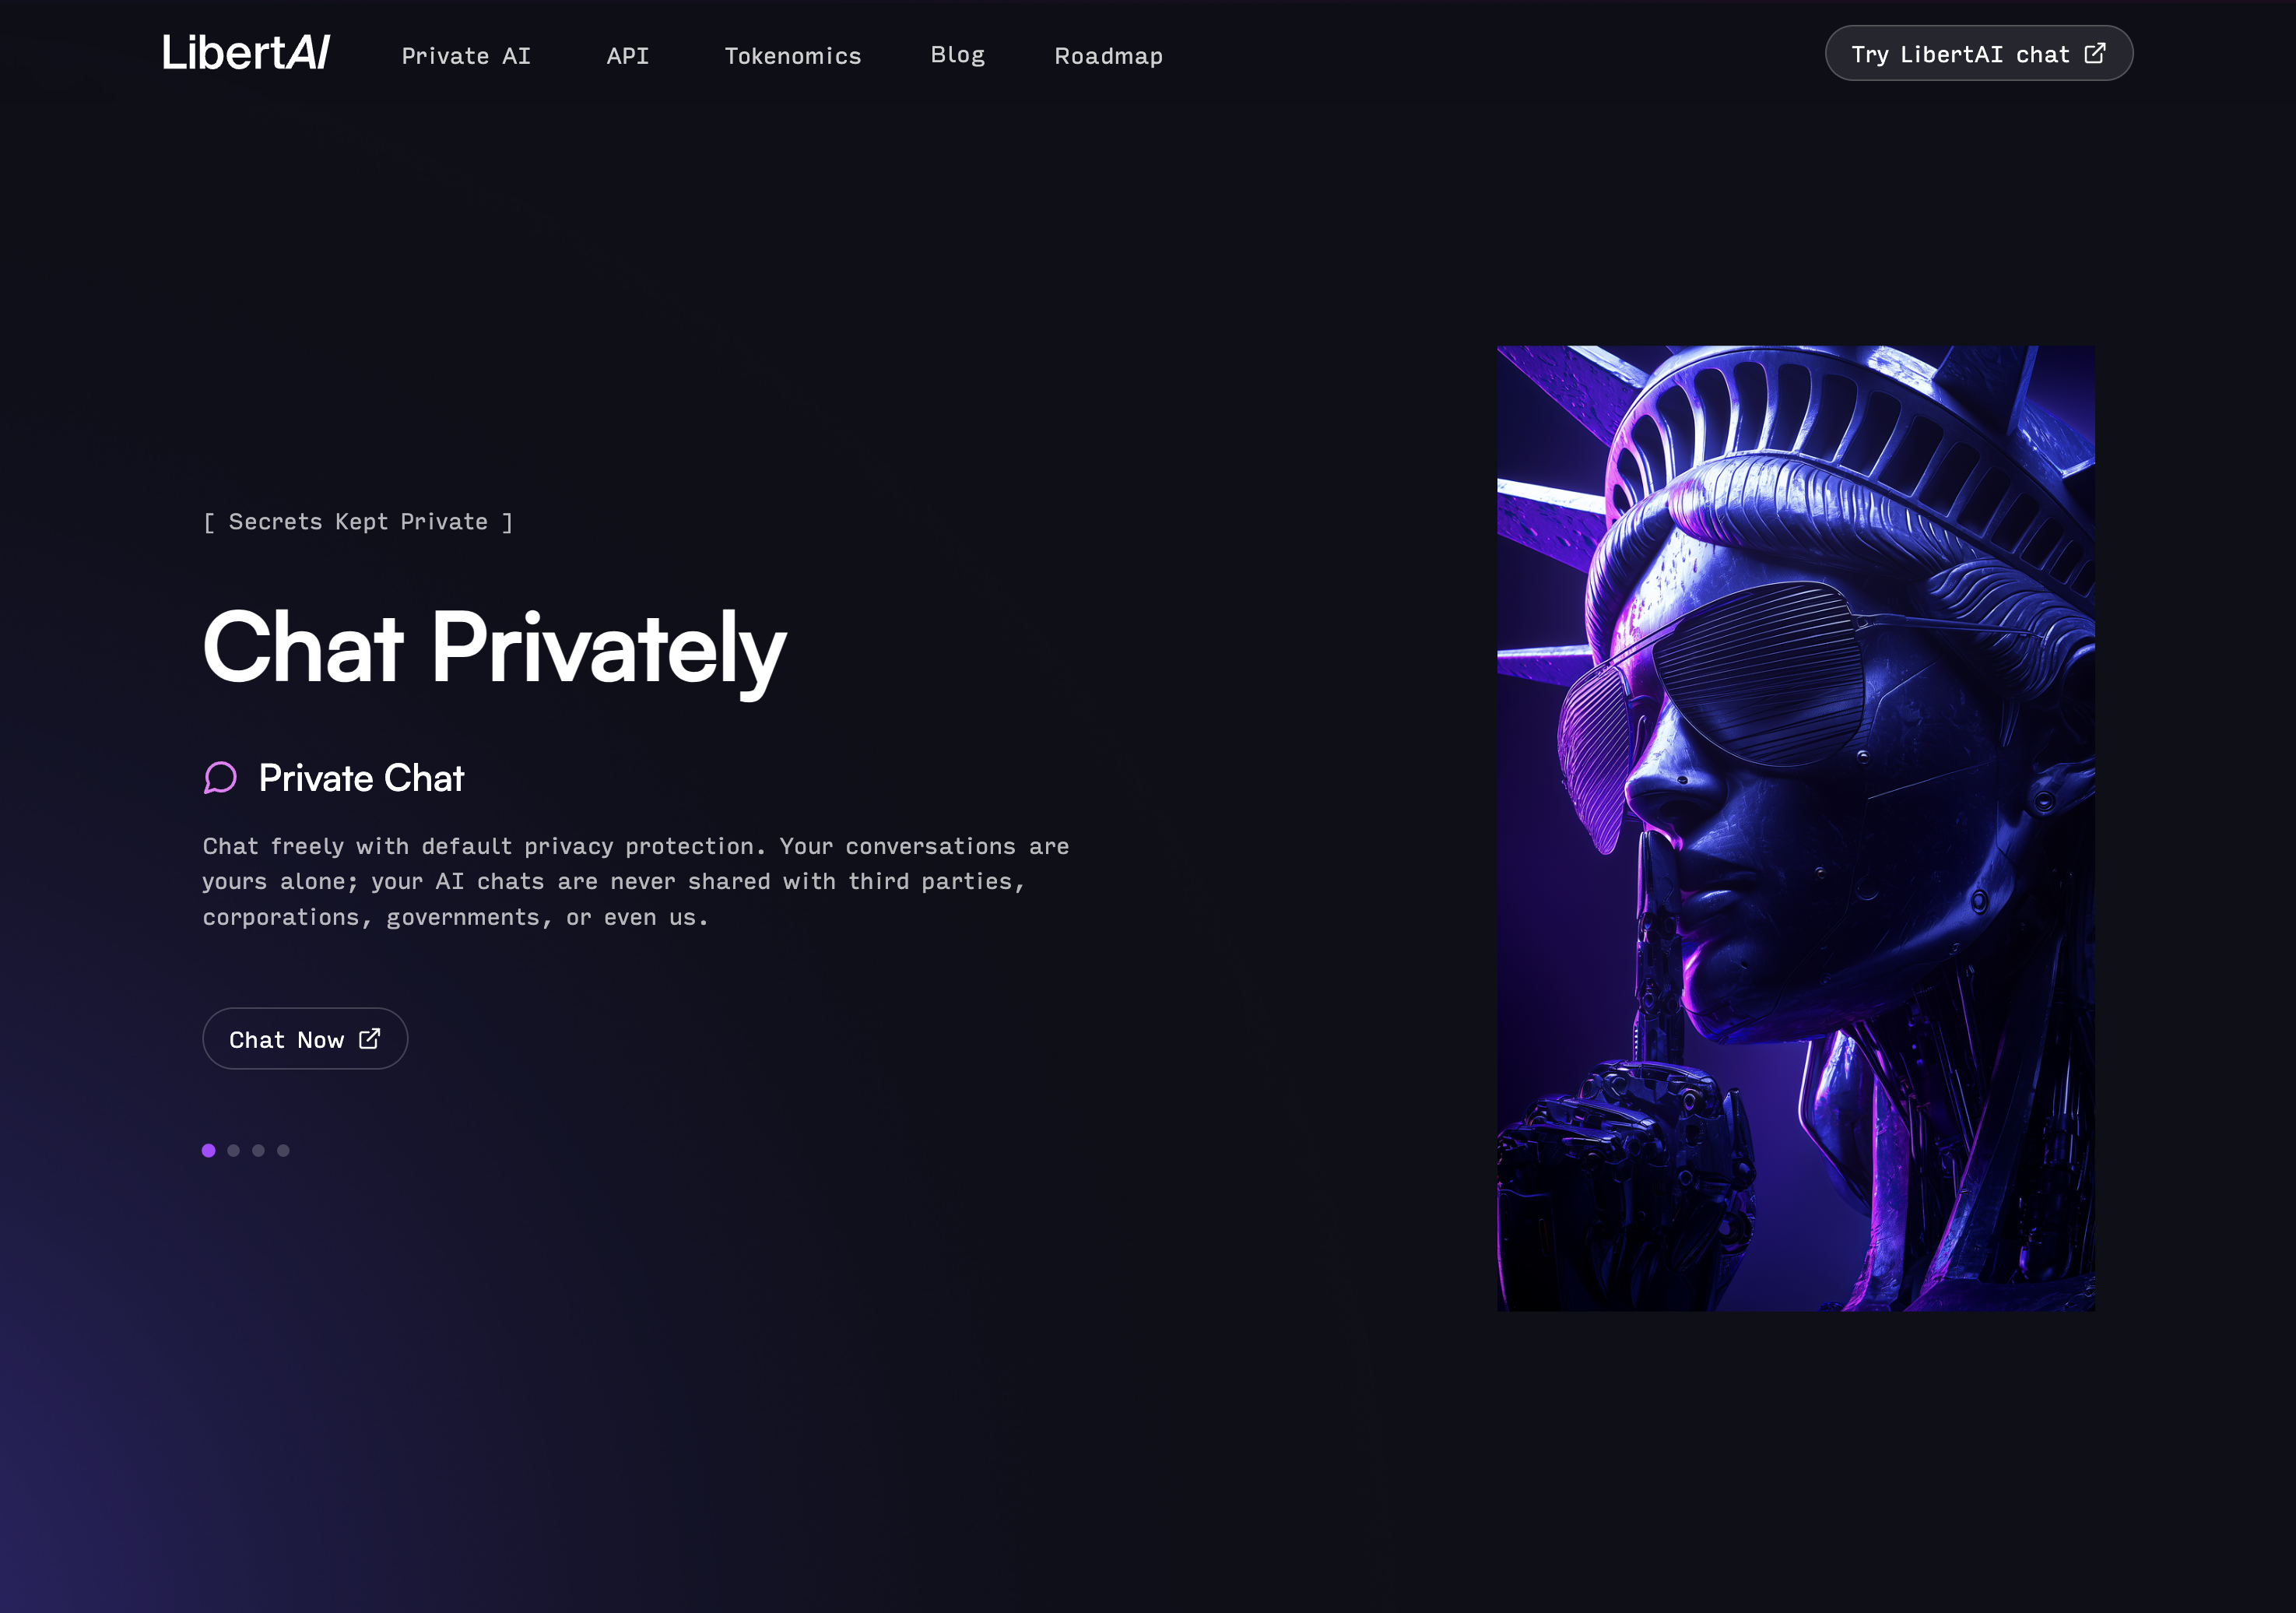 LibertAI
Private AI
API
Tokenomics
Blog
Roadmap
Try LibertAI chat
[ Secrets Kept Private ]
Chat Privately
Private Chat
Chat freely with default privacy protection. Your conversations are
yours alone; your AI chats are never shared with third parties,
corporations, governments, or even us.
Chat Now